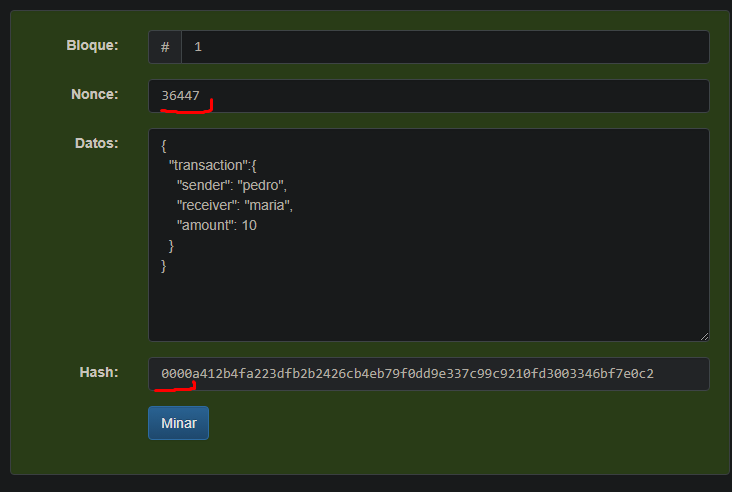 Bloque: # 1
Nonce: 36447
Datos: {
"transaction":{
"sender": "pedro",
"receiver": "maria",
"amount": 10
}
}
Hash: 0000a412b4fa223dfb2b2426cb4eb79f0dd9e337c99c9210fd3003346bf7e0c2
Minar